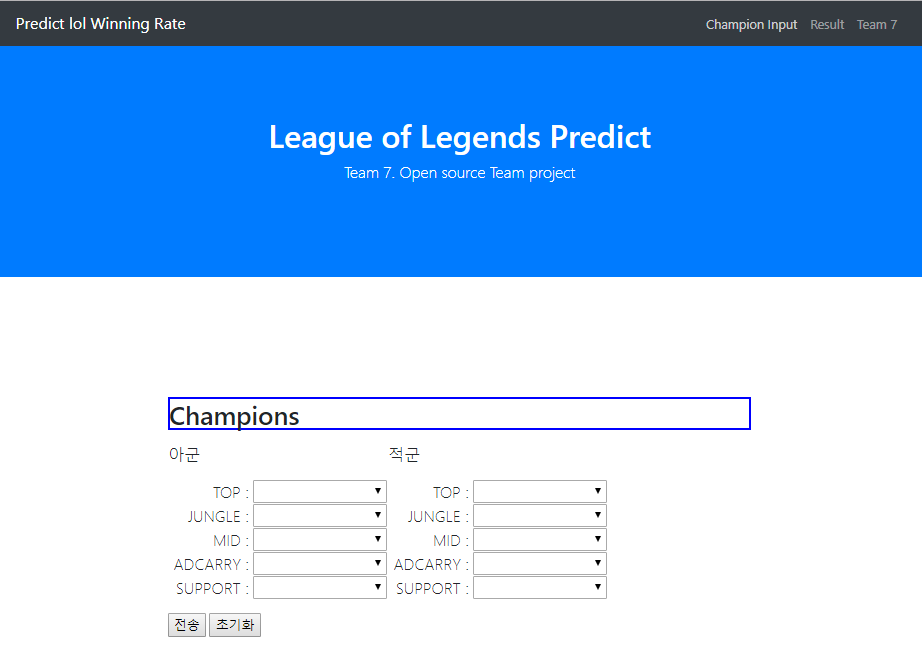 Predict lol Winning Rate Champion Input Result Team 7
League of Legends Predict
Team 7. Open source Team project
Champions
아군 적군
TOP : TOP :
JUNGLE : JUNGLE :
MID : MID :
ADCARRY : ADCARRY :
SUPPORT : SUPPORT :
전송 초기화